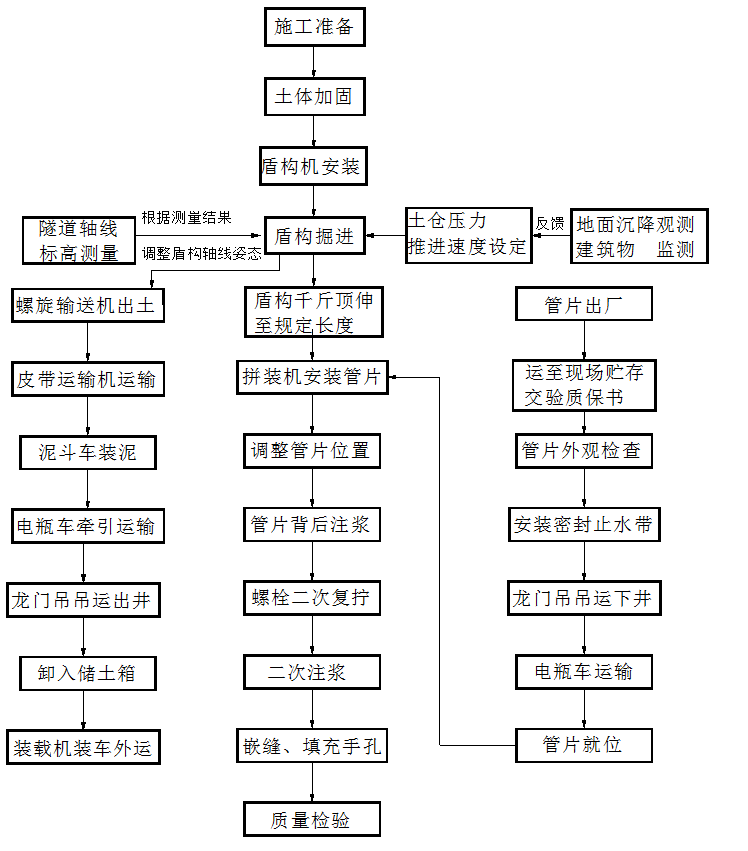 施工准备
土体加固
盾构机安装
隧道轴线
标高测量
根据测量结果
调整盾构轴线姿态
盾构掘进
土仓压力
推进速度设定
反馈
地面沉降观测
建筑物　监测
螺旋输送机出土
皮带运输机运输
泥斗车装泥
电瓶车牵引运输
龙门吊吊运出井
卸入储土箱
装载机装车外运
盾构千斤顶伸
至规定长度
拼装机安装管片
调整管片位置
管片背后注浆
螺栓二次复拧
二次注浆
嵌缝、填充手孔
质量检验
管片出厂
运至现场贮存
交验质保书
管片外观检查
安装密封止水带
龙门吊吊运下井
电瓶车运输
管片就位